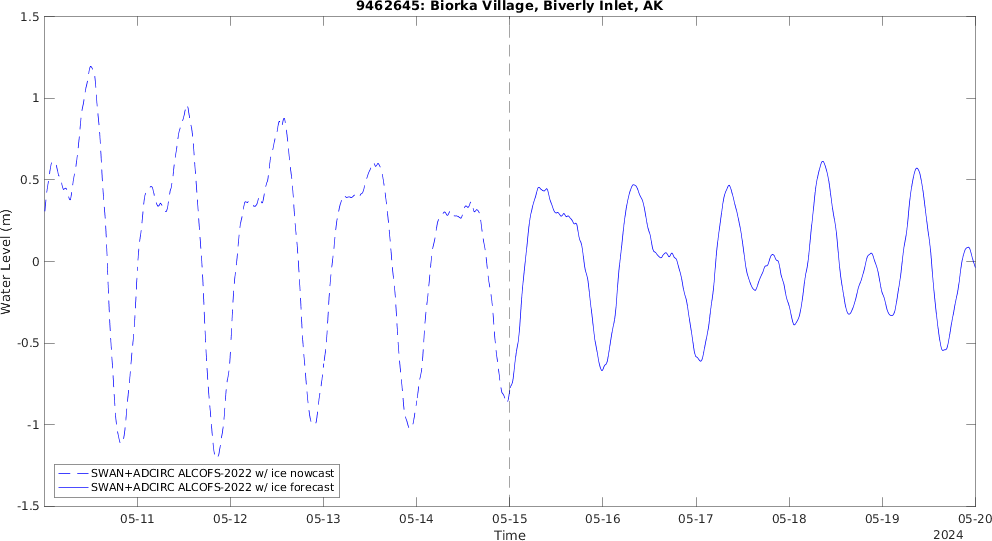 9462645: Biorka Village, Biverly Inlet, AK
1.5
1
0.5
0
-0.5
-1
-1.5
Water Level (m)
SWAN+ADCIRC ALCOFS-2022 w/ ice nowcast
SWAN+ADCIRC ALCOFS-2022 w/ ice forecast
05-11 05-12 05-13 05-14 05-15 05-16 05-17 05-18 05-19 05-20
Time
2024